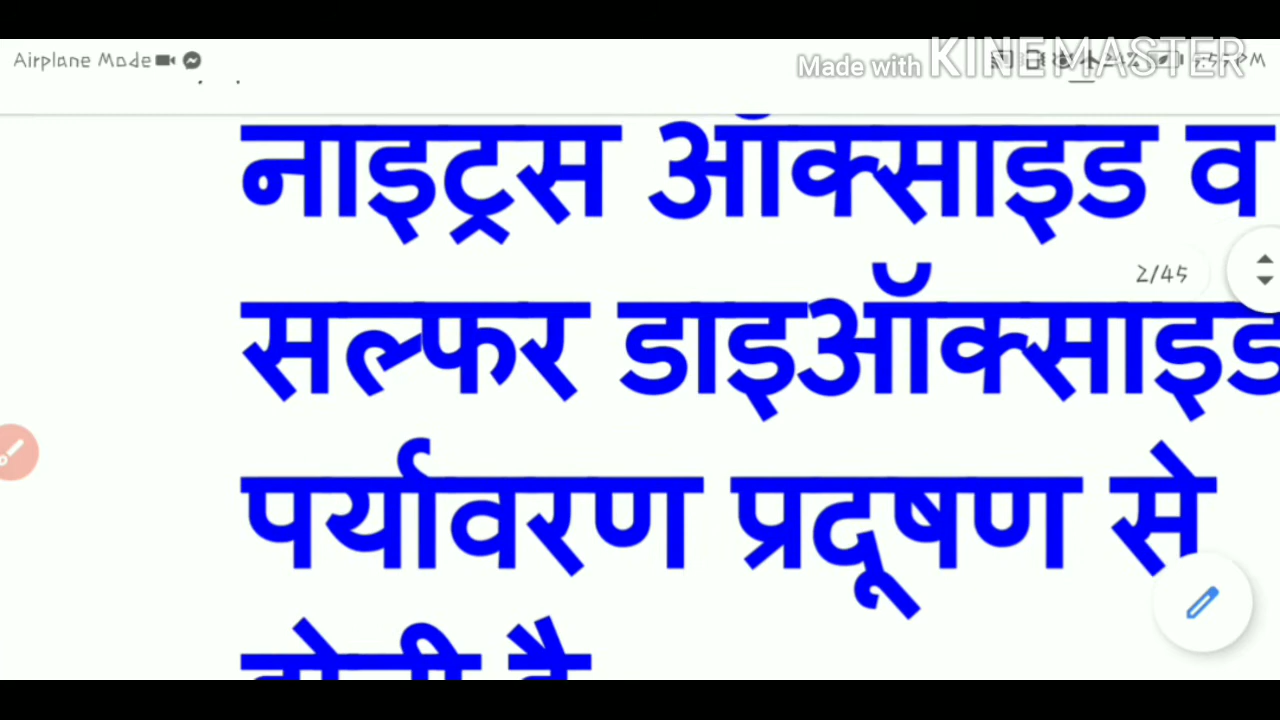 Airplane Mode
Made with KINEMASTER
नाइट्रस ऑक्साइड व
2/45
सल्फर डाइऑक्साइड
पर्यावरण प्रदूषण से
होती है